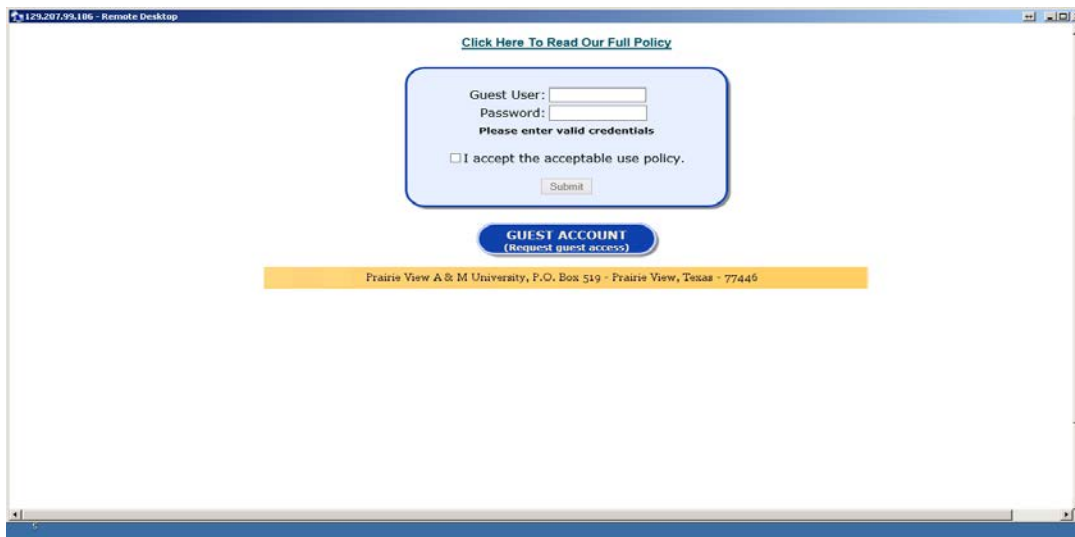 129.207.99.106 - Remote Desktop
Click Here To Read Our Full Policy
Guest User:
Password:
Please enter valid credentials
I accept the acceptable use policy.
Submit
GUEST ACCOUNT
(Request guest access)
Prairie View A & M University, P.O. Box 519 - Prairie View, Texas - 77446